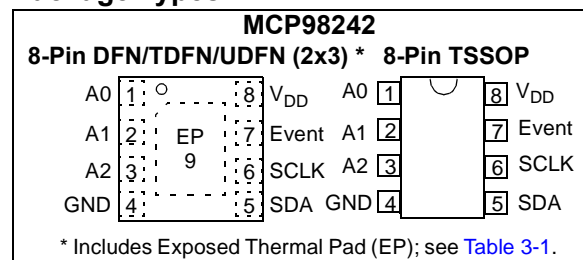 MCP98242
8-Pin DFN/TDFN/UDFN (2x3) * 8-Pin TSSOP
A0 1 8 VDD A0 1 8 VDD
A1 2 EP 7 Event A1 2 7 Event
A2 3 9 6 SCLK A2 3 6 SCLK
GND 4 5 SDA GND 4 5 SDA
* Includes Exposed Thermal Pad (EP); see Table 3-1.